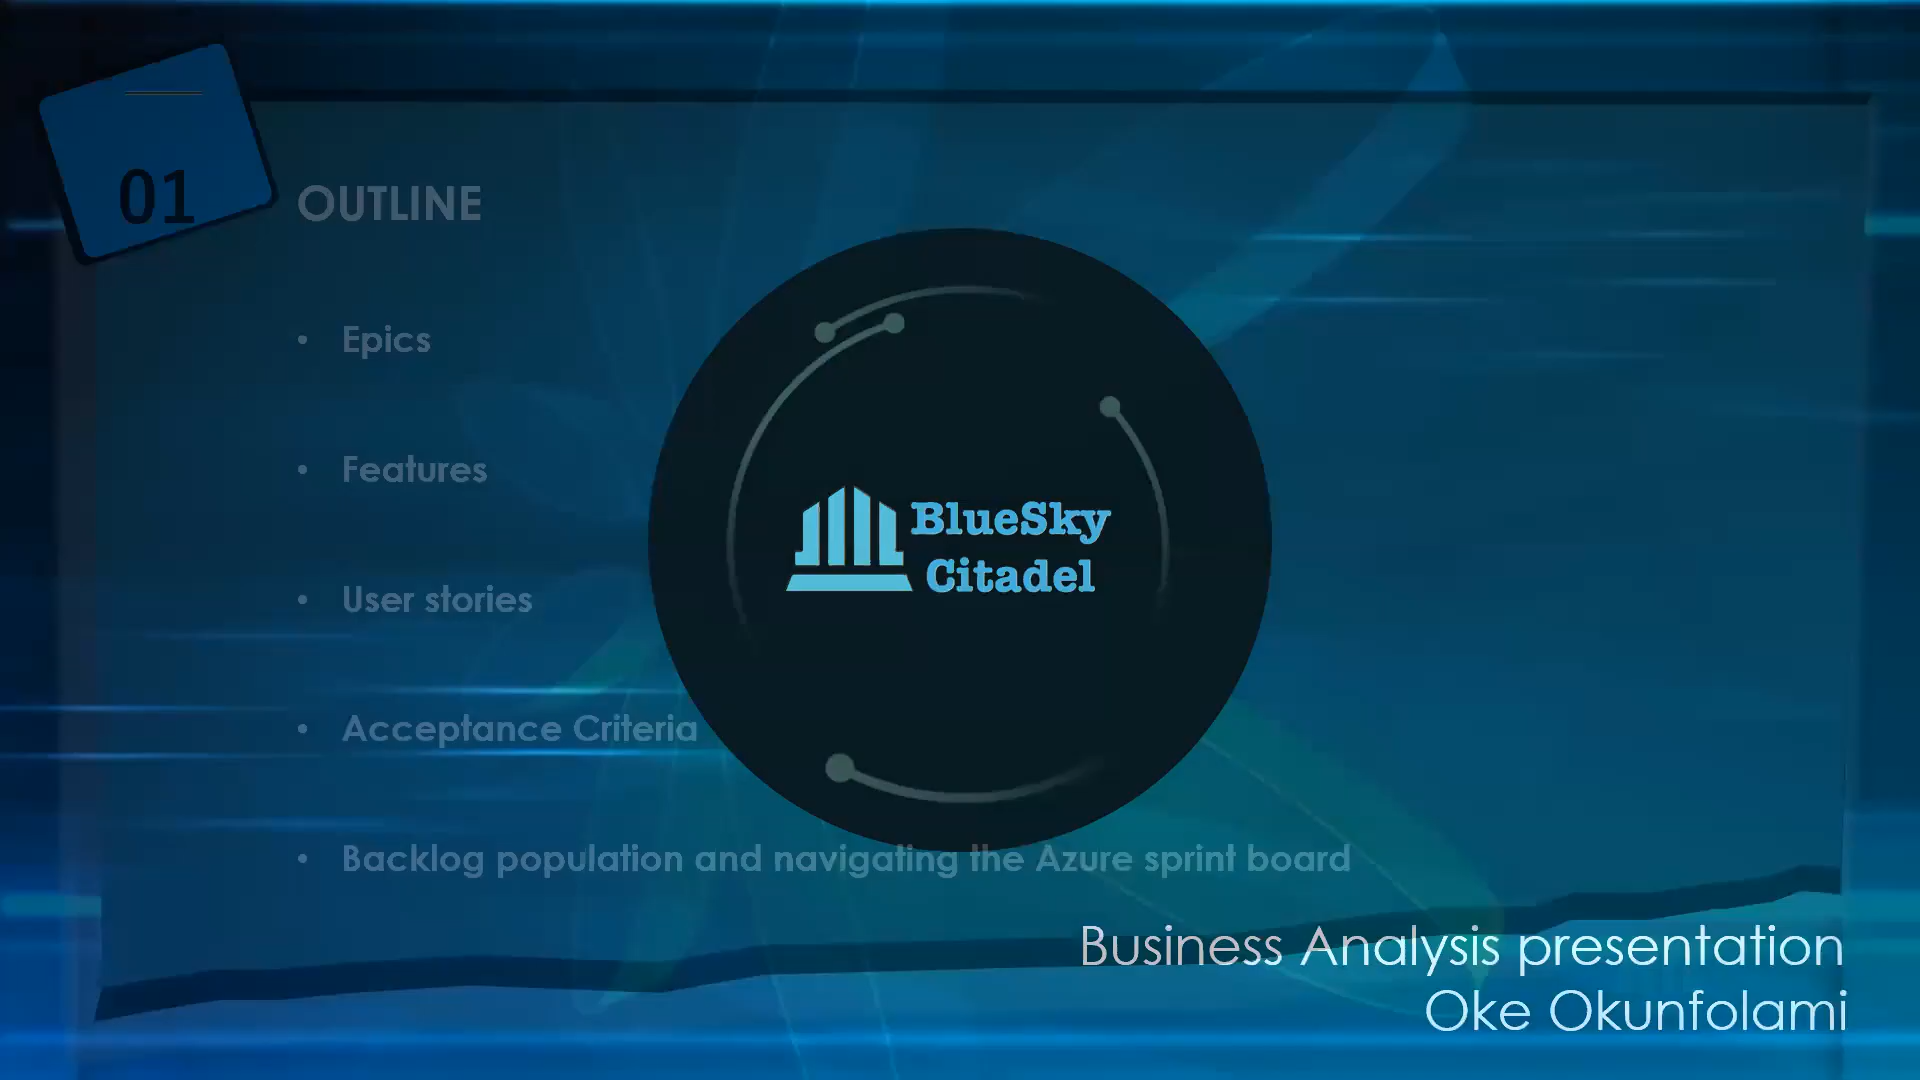 01
OUTLINE
• Epics
• Features
• User stories
• Acceptance Criteria
• Backlog population and navigating the Azure sprint board
BlueSky
Citadel
Business Analysis presentation
Oke Okunfolami